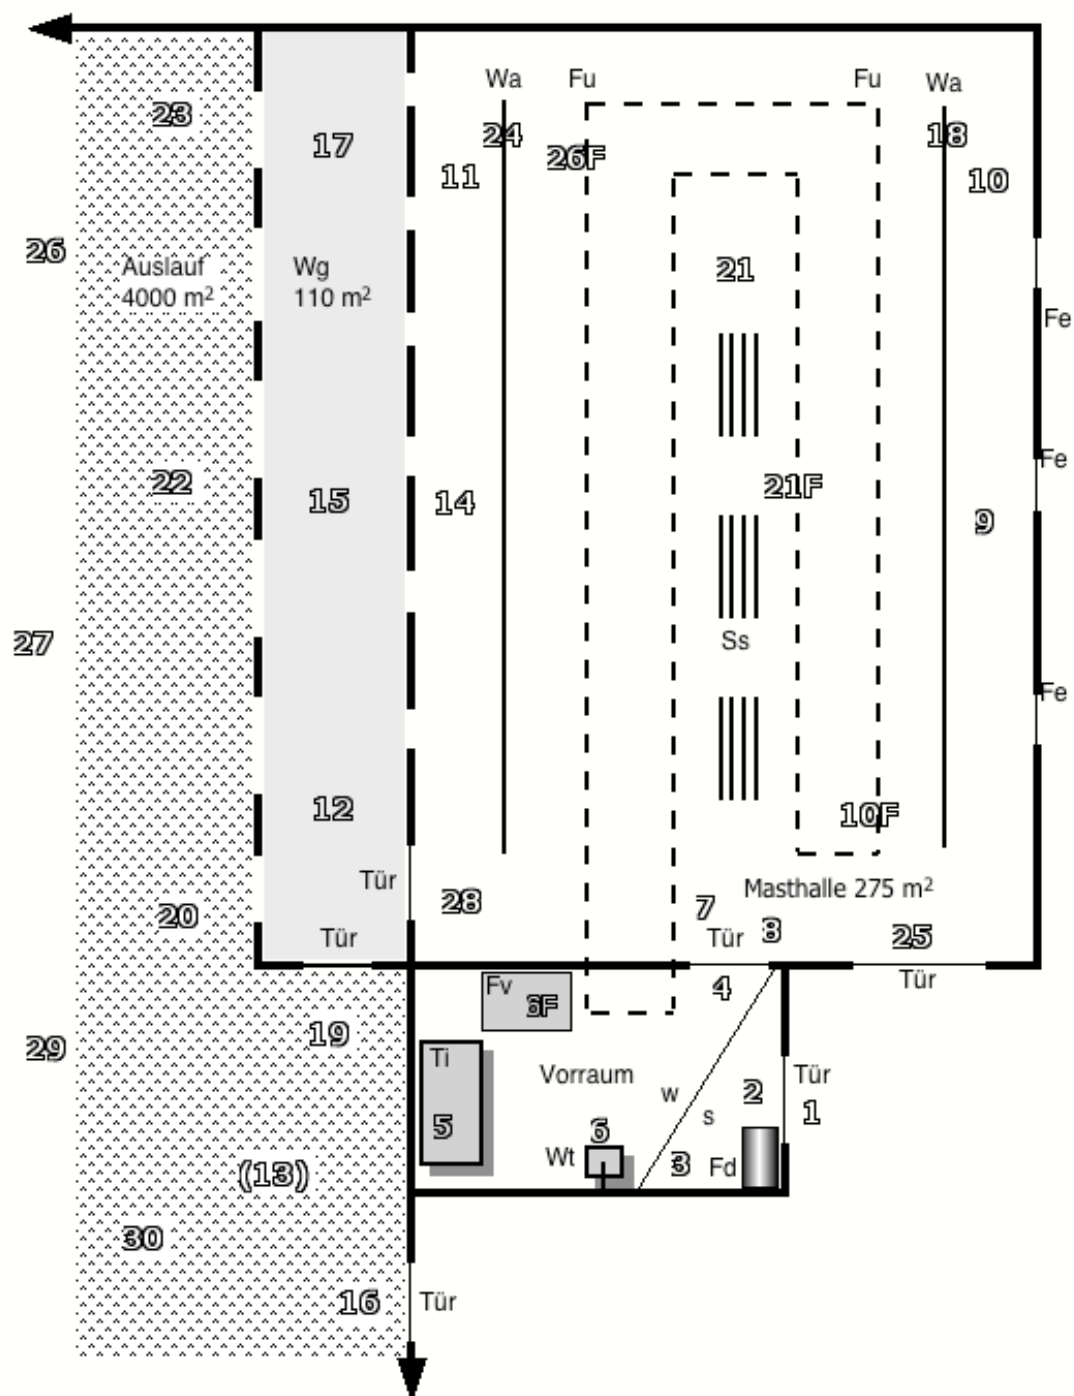 Wa
Fu
Fu
Wa
23
17
24
26F
18
11
10
26
Auslauf
4000 m²
Wg
110 m²
21
Fe
Fe
22
15
14
21F
9
27
Ss
Fe
12
10F
Tür
28
7
Masthalle 275 m²
20
Tür
Tür
8
25
Tür
4
Fv
6F
19
29
Ti
Vorraum
Tür
w
2
1
s
5
6
Wt
3
Fd
(13)
30
16
Tür